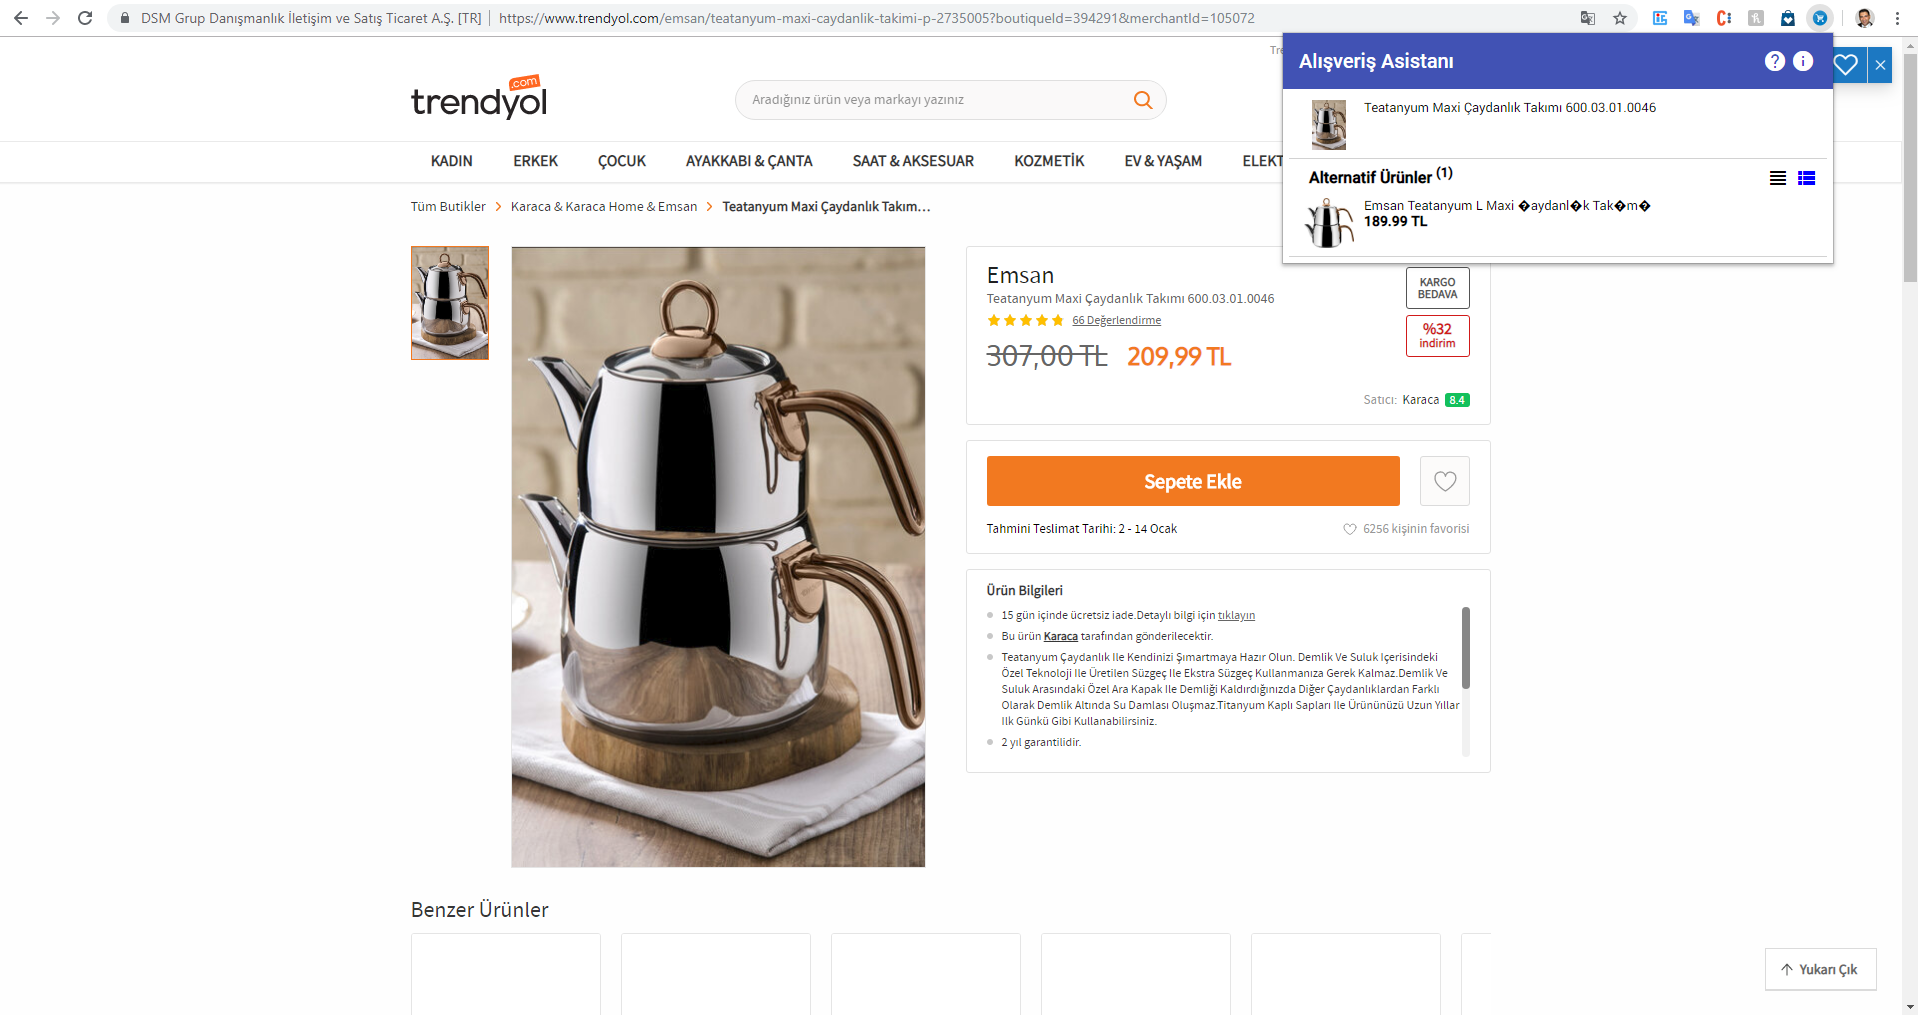 DSM Grup Danışmanlık İletişim ve Satış Ticaret A.Ş. [TR] | https://www.trendyol.com/emsan/teatanyum-maxi-caydanlik-takimi-p-2735005?boutiqueId=394291&merchantId=105072
Alışveriş Asistanı
Teatanyum Maxi Çaydanlık Takımı 600.03.01.0046
Alternatif Ürünler (1)
Emsan Teatanyum L Maxi �aydanl�k Tak�m�
189.99 TL
trendyol
.com
Aradığınız ürün veya markayı yazınız
KADIN ERKEK ÇOCUK AYAKKABI & ÇANTA SAAT & AKSESUAR KOZMETİK EV & YAŞAM ELEKT
Tüm Butikler > Karaca & Karaca Home & Emsan > Teatanyum Maxi Çaydanlık Takım...
Emsan
Teatanyum Maxi Çaydanlık Takımı 600.03.01.0046
66 Değerlendirme
307,00 TL 209,99 TL
KARGO
BEDAVA
%32
indirim
Satıcı: Karaca 8.4
Sepete Ekle
Tahmini Teslimat Tarihi: 2 - 14 Ocak
6256 kişinin favorisi
Ürün Bilgileri
15 gün içinde ücretsiz iade.Detaylı bilgi için tıklayın
Bu ürün Karaca tarafından gönderilecektir.
Teatanyum Çaydanlık Ile Kendinizi Şımartmaya Hazır Olun. Demlik Ve Suluk Içerisindeki
Özel Teknoloji Ile Üretilen Süzgeç Ile Ekstra Süzgeç Kullanmanıza Gerek Kalmaz.Demlik Ve
Suluk Arasındaki Özel Ara Kapak Ile Demliği Kaldırdığınızda Diğer Çaydanlıklardan Farklı
Olarak Demlik Altında Su Damlası Oluşmaz.Titanyum Kaplı Sapları Ile Ürününüzü Uzun Yıllar
Ilk Günkü Gibi Kullanabilirsiniz.
2 yıl garantilidir.
Benzer Ürünler
Yukarı Çık